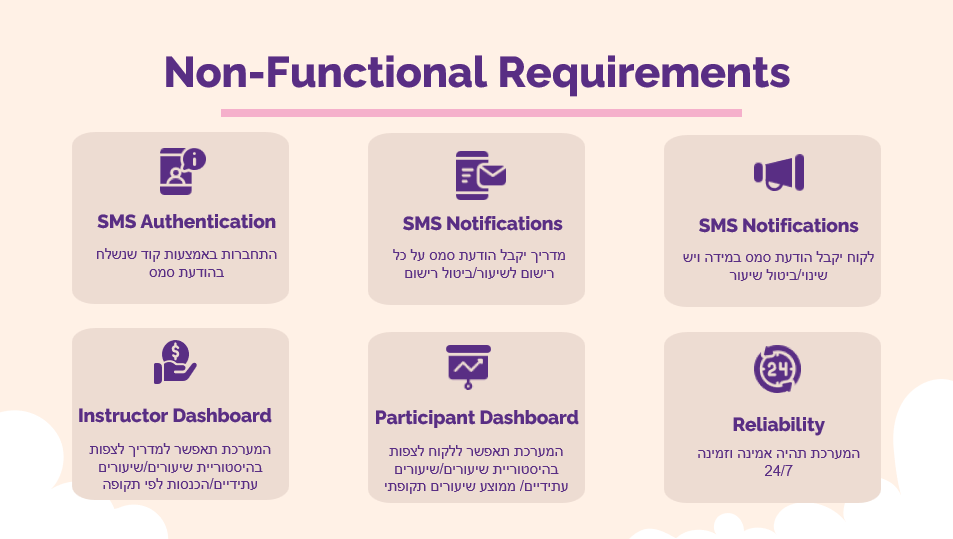 Non-Functional Requirements
SMS Authentication
התחברות באמצעות קוד שנשלח
בהודעת סמס
SMS Notifications
מדריך יקבל הודעת סמס על כל
רישום לשיעור/ביטול רישום
SMS Notifications
לקוח יקבל הודעת סמס במידה ויש
שינוי/ביטול שיעור
$
Instructor Dashboard
המערכת תאפשר למדריך לצפות
בהיסטוריית שיעורים/שיעורים
עתידיים/הכנסות לפי תקופה
Participant Dashboard
המערכת תאפשר ללקוח לצפות
בהיסטוריית שיעורים/שיעורים
עתידיים/ ממוצע שיעורים תקופתי
24
Reliability
המערכת תהיה אמינה וזמינה
24/7